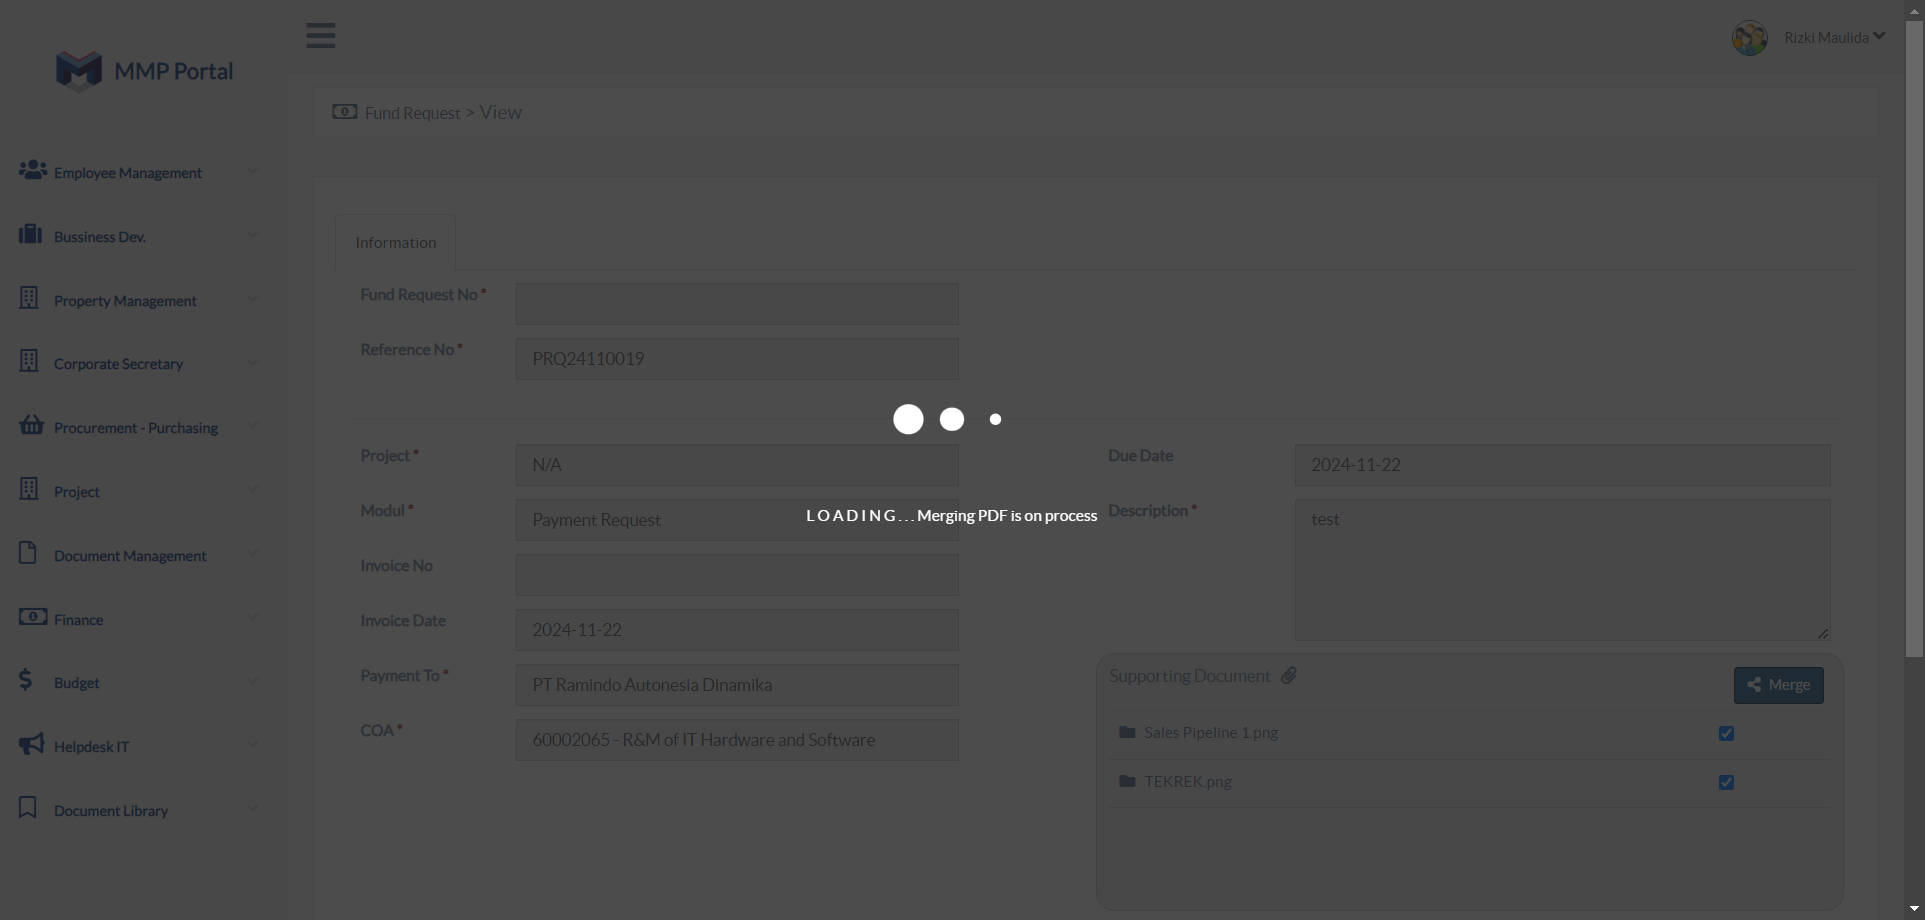 MMP Portal
Rizki Maulida
Fund Request > View
Employee Management
Bussiness Dev.
Property Management
Corporate Secretary
Procurement - Purchasing
Project
Document Management
Finance
Budget
Helpdesk IT
Document Library
Information
Fund Request No *
Reference No * PRQ24110019
Project * N/A
Modul * Payment Request
Invoice No
Invoice Date 2024-11-22
Payment To * PT Ramindo Autonesia Dinamika
COA * 60002065 - R&M of IT Hardware and Software
LOADING... Merging PDF is on process
Due Date 2024-11-22
Description * test
Supporting Document
Merge
Sales Pipeline 1.png
TEKREK.png